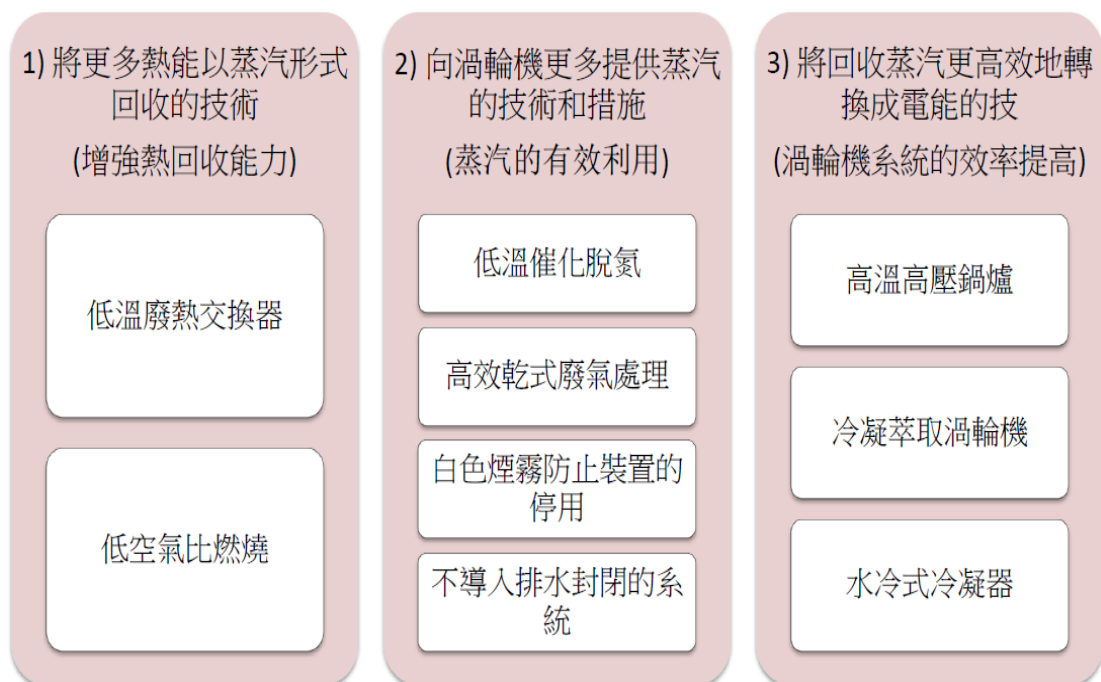 1) 將更多熱能以蒸汽形式
回收的技術
(增強熱回收能力)
低溫廢熱交換器
低空氣比燃燒
2) 向渦輪機更多提供蒸汽
的技術和措施
(蒸汽的有效利用)
低溫催化脫氮
高效乾式廢氣處理
白色煙霧防止裝置的
停用
不導入排水封閉的系
統
3) 將回收蒸汽更高效地轉
換成電能的技
(渦輪機系統的效率提高)
高溫高壓鍋爐
冷凝萃取渦輪機
水冷式冷凝器